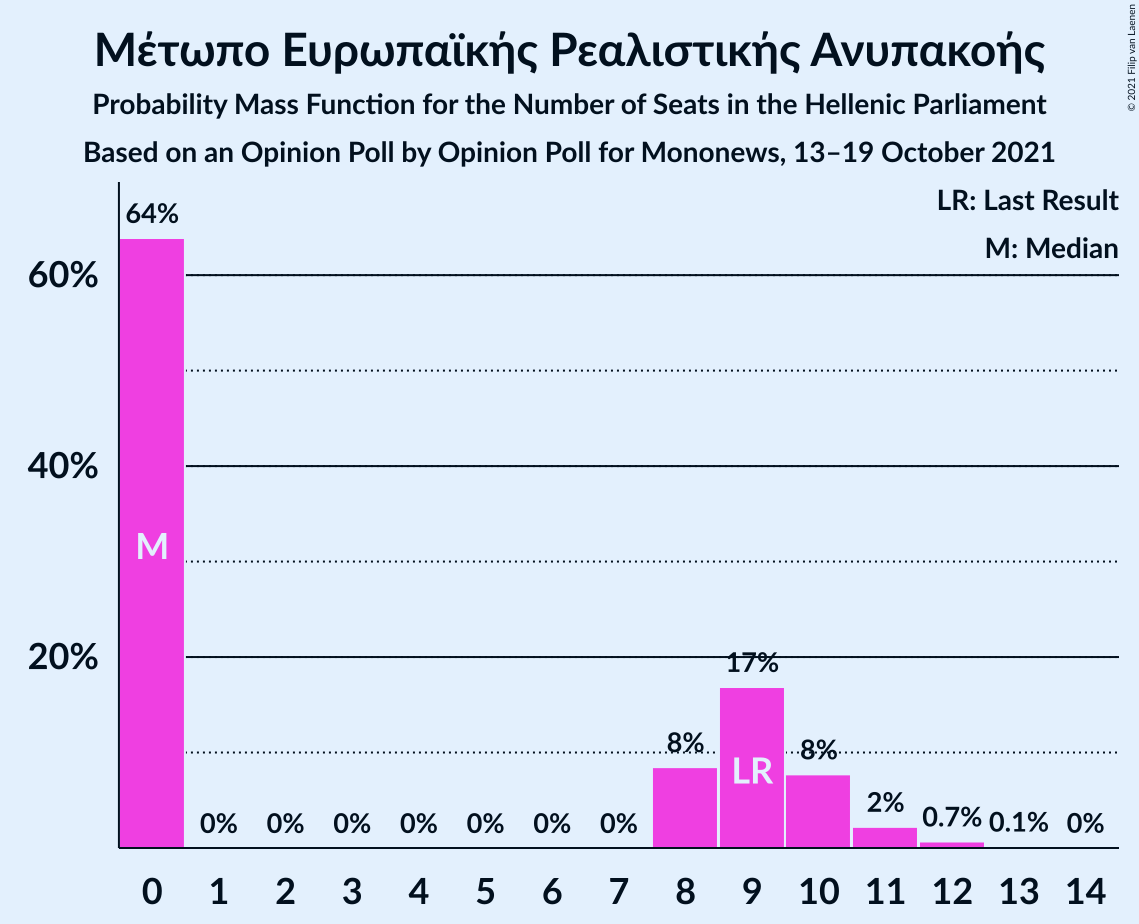 Μέτωπο Ευρωπαϊκής Ρεαλιστικής Ανυπακοής
Probability Mass Function for the Number of Seats in the Hellenic Parliament
Based on an Opinion Poll by Opinion Poll for Mononews, 13–19 October 2021
© 2021 Filip van Laenen
LR: Last Result
M: Median
64%
60%
40%
M
20%
17%
8%
LR
8%
0%
0%
0%
0%
0%
0%
0%
2%
0.7%
0.1%
0%
0 1 2 3 4 5 6 7 8 9 10 11 12 13 14